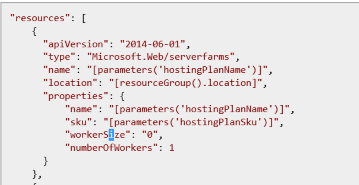 "resources": [
{
"apiVersion": "2014-06-01",
"type": "Microsoft.Web/serverfarms",
"name": "[parameters('hostingPlanName')]",
"location": "[resourceGroup().location]",
"properties": {
"name": "[parameters('hostingPlanName')]",
"sku": "[parameters('hostingPlanSku')]",
"workerSize": "0",
"numberOfWorkers": 1
}
},
{